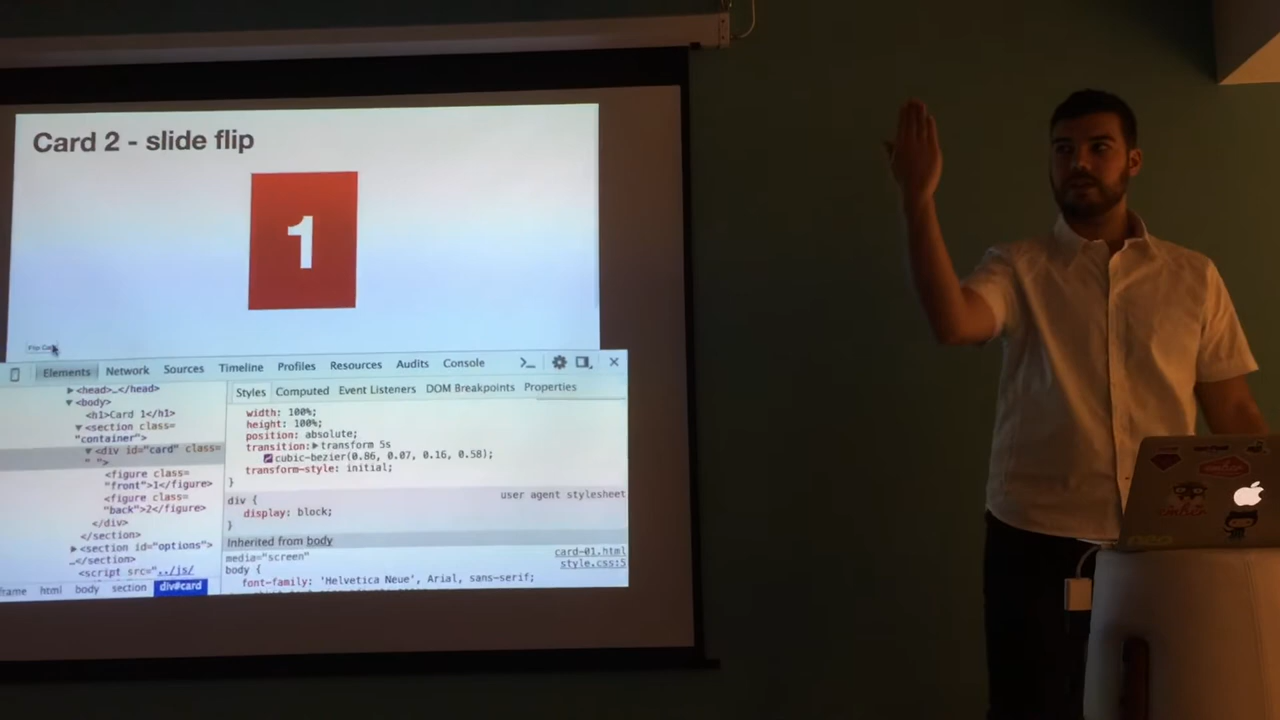 Card 2 - slide flip
1
Elements Network Sources Timeline Profiles Resources Audits Console
<head>…</head>
<body>
<h1>Card 1</h1>
<section class=
"container">
<div id="card" class=
" ">
<figure class=
"front">1</figure>
<figure class=
"back">2</figure>
</div>
</section>
<section id="options">
…</section>
<script src="../js/
html body section div#card
Styles Computed Event Listeners DOM Breakpoints Properties
width: 100%;
height: 100%;
position: absolute;
transition: transform 5s
cubic-bezier(0.86, 0.07, 0.16, 0.58);
transform-style: initial;
}
div {
user agent stylesheet
display: block;
}
Inherited from body
media="screen"
card-01.html
body {
style.css:5
font-family: 'Helvetica Neue', Arial, sans-serif;